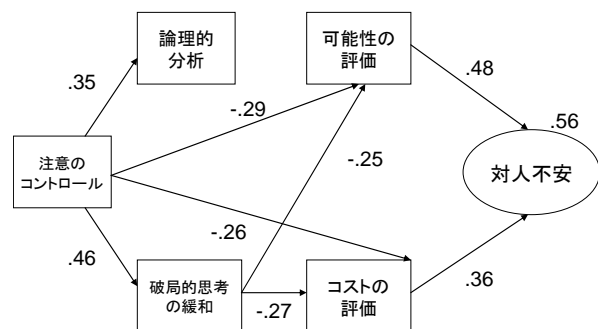 論理的
分析
可能性の
評価
.35
.48
-.29
.56
-.25
注意の
コントロール
対人不安
-.26
.46
.36
破局的思考
の緩和
-.27
コストの
評価